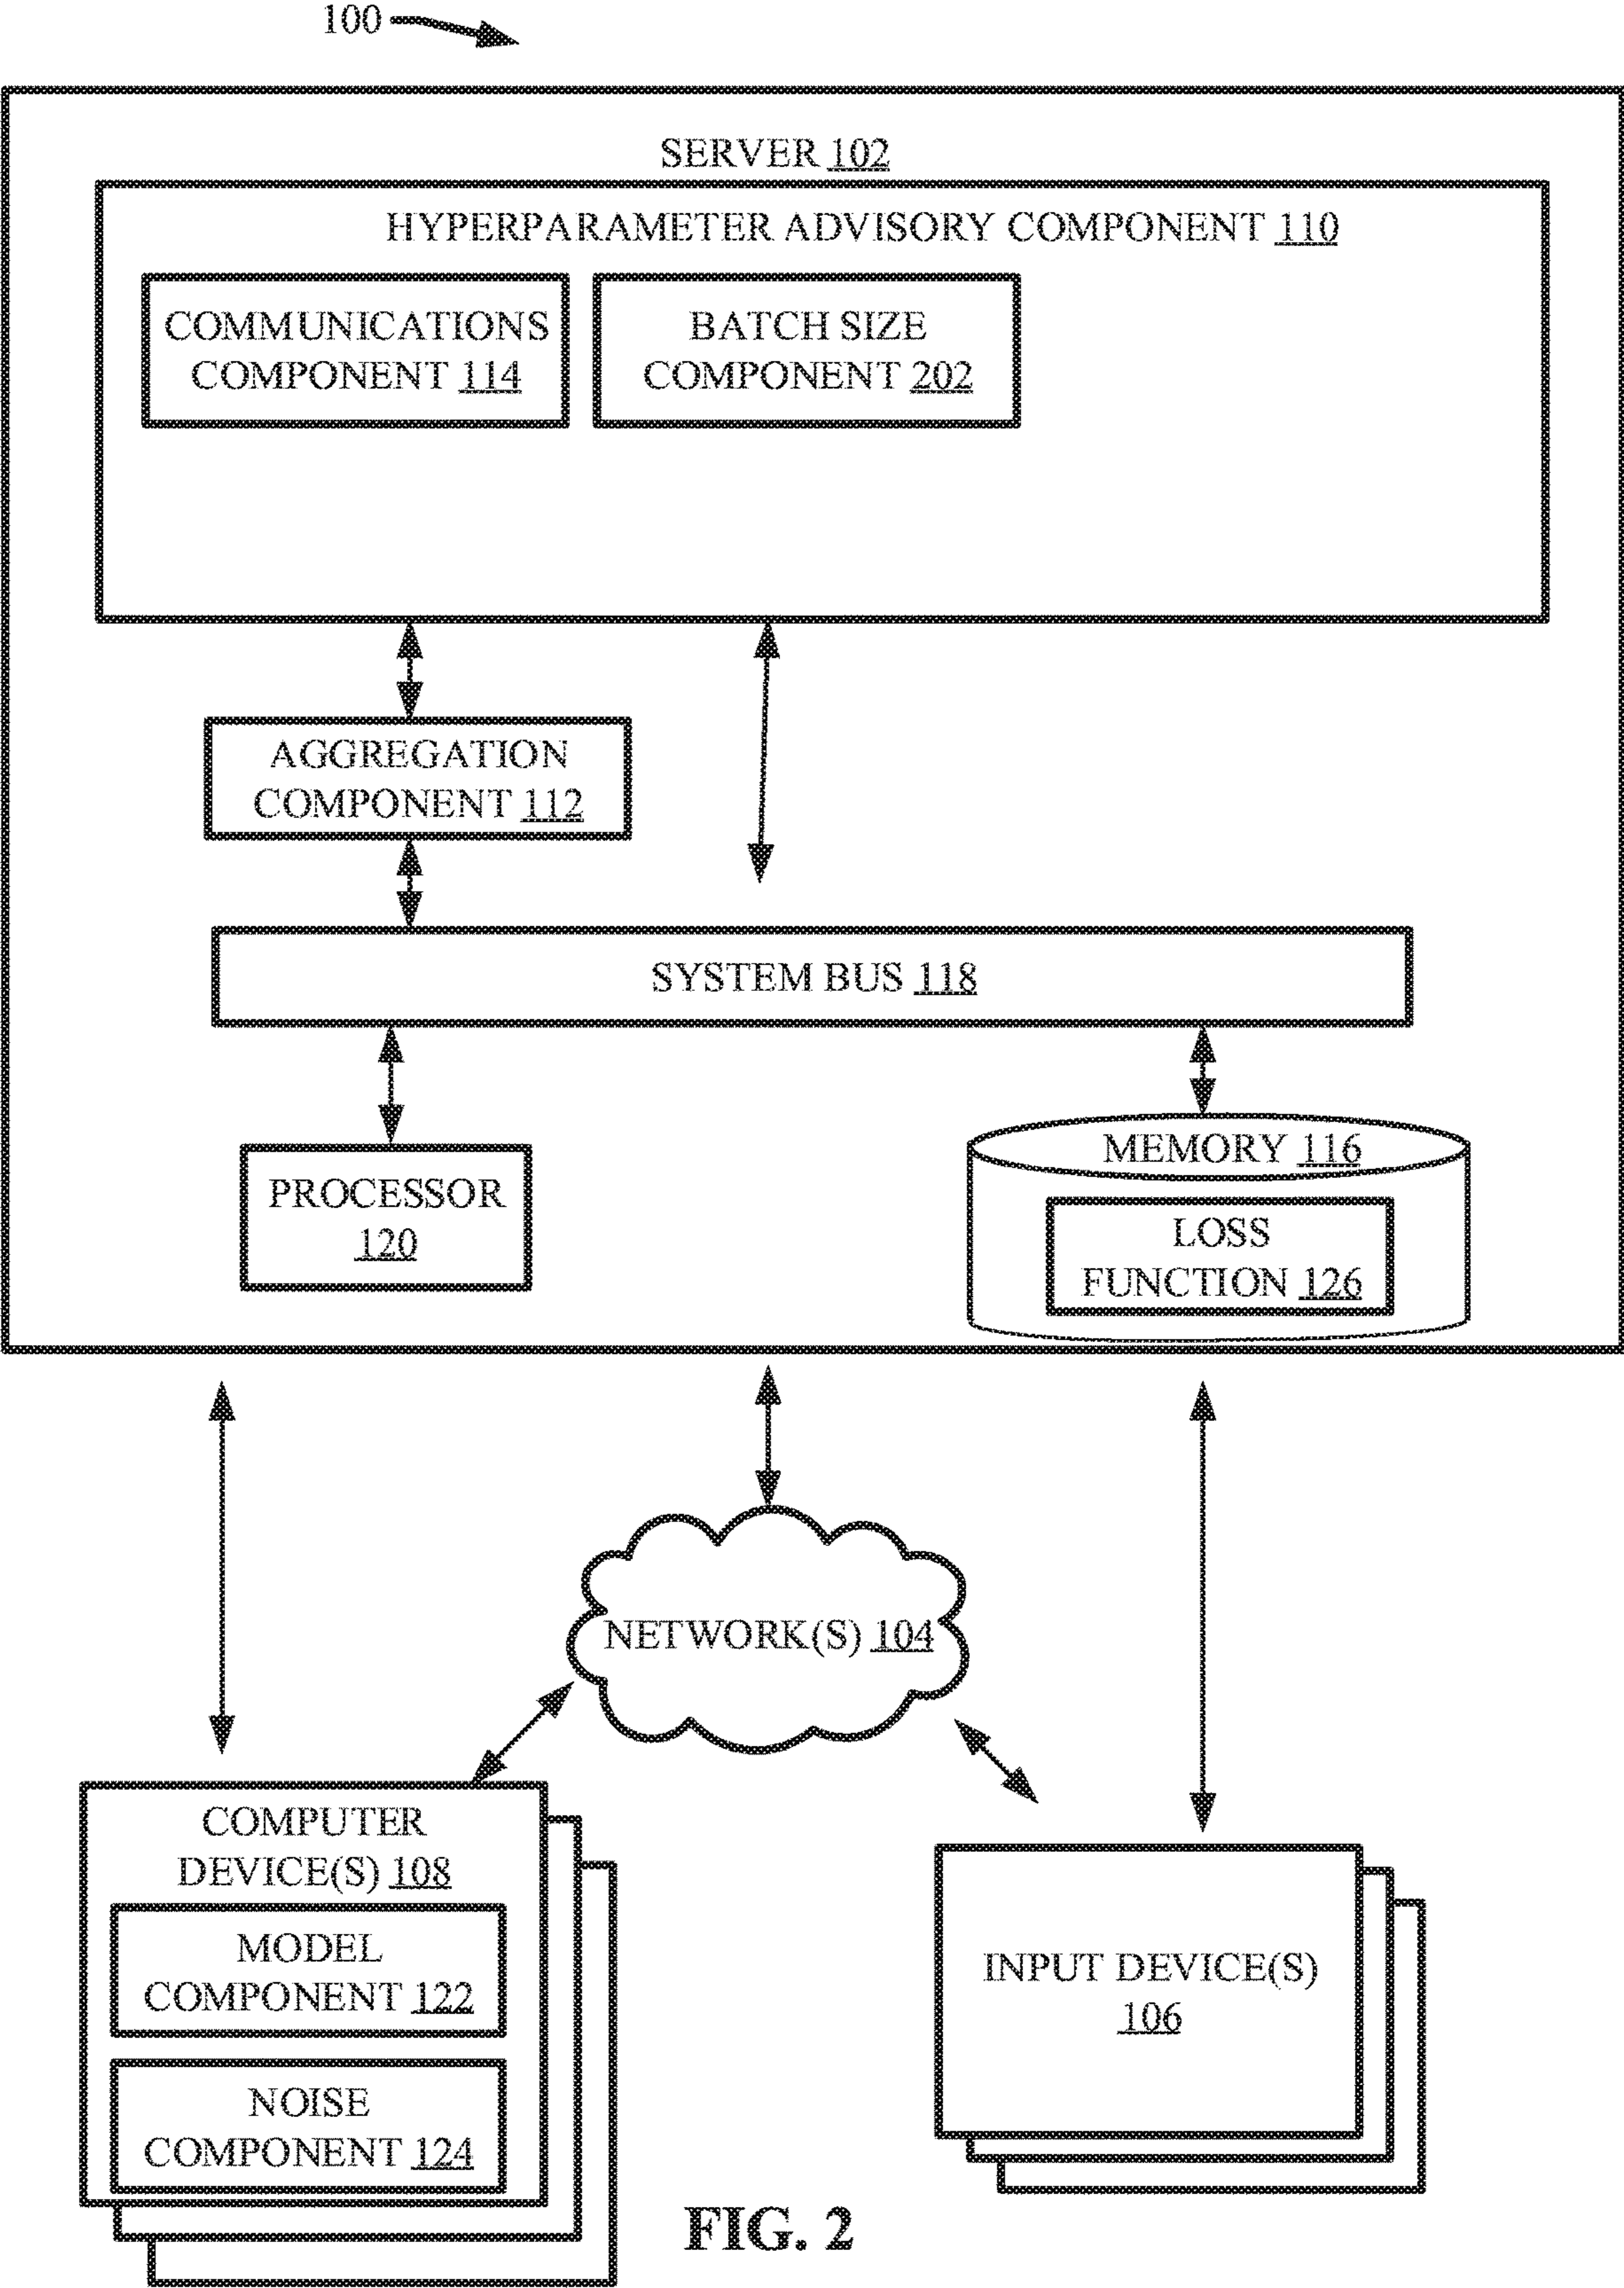 100
SERVER 102
HYPERPARAMETER ADVISORY COMPONENT 110
COMMUNICATIONS
COMPONENT 114
BATCH SIZE
COMPONENT 202
AGGREGATION
COMPONENT 112
SYSTEM BUS 118
PROCESSOR
120
MEMORY 116
LOSS
FUNCTION 126
NETWORK(S) 104
COMPUTER
DEVICE(S) 108
MODEL
COMPONENT 122
NOISE
COMPONENT 124
INPUT DEVICE(S)
106
FIG. 2